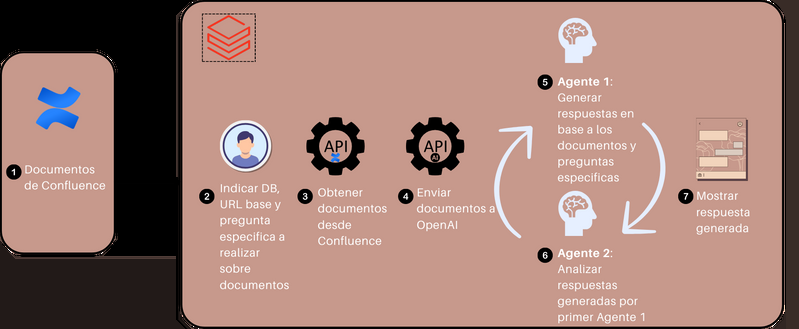 1
Documentos
de Confluence
2
Indicar DB,
URL base y
pregunta
especifica a
realizar
sobre
documentos
API
3
Obtener
documentos
desde
Confluence
API
AI
4
Enviar
documentos a
OpenAI
5
Agente 1:
Generar
respuestas en
base a los
documentos y
preguntas
especificas
6
Agente 2:
Analizar
respuestas
generadas por
primer Agente 1
7
Mostrar
respuesta
generada